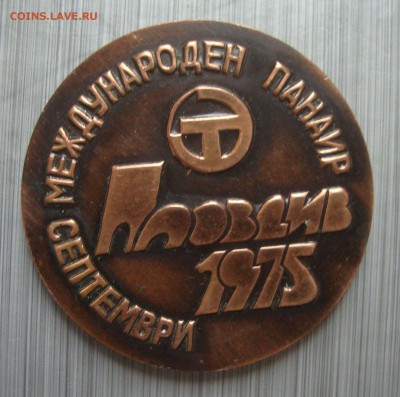 COINS.LAVE.RU
МЕЖДУНАРОДЕН ПАНАИР
Пловдив
1975
СЕПТЕМВРИ